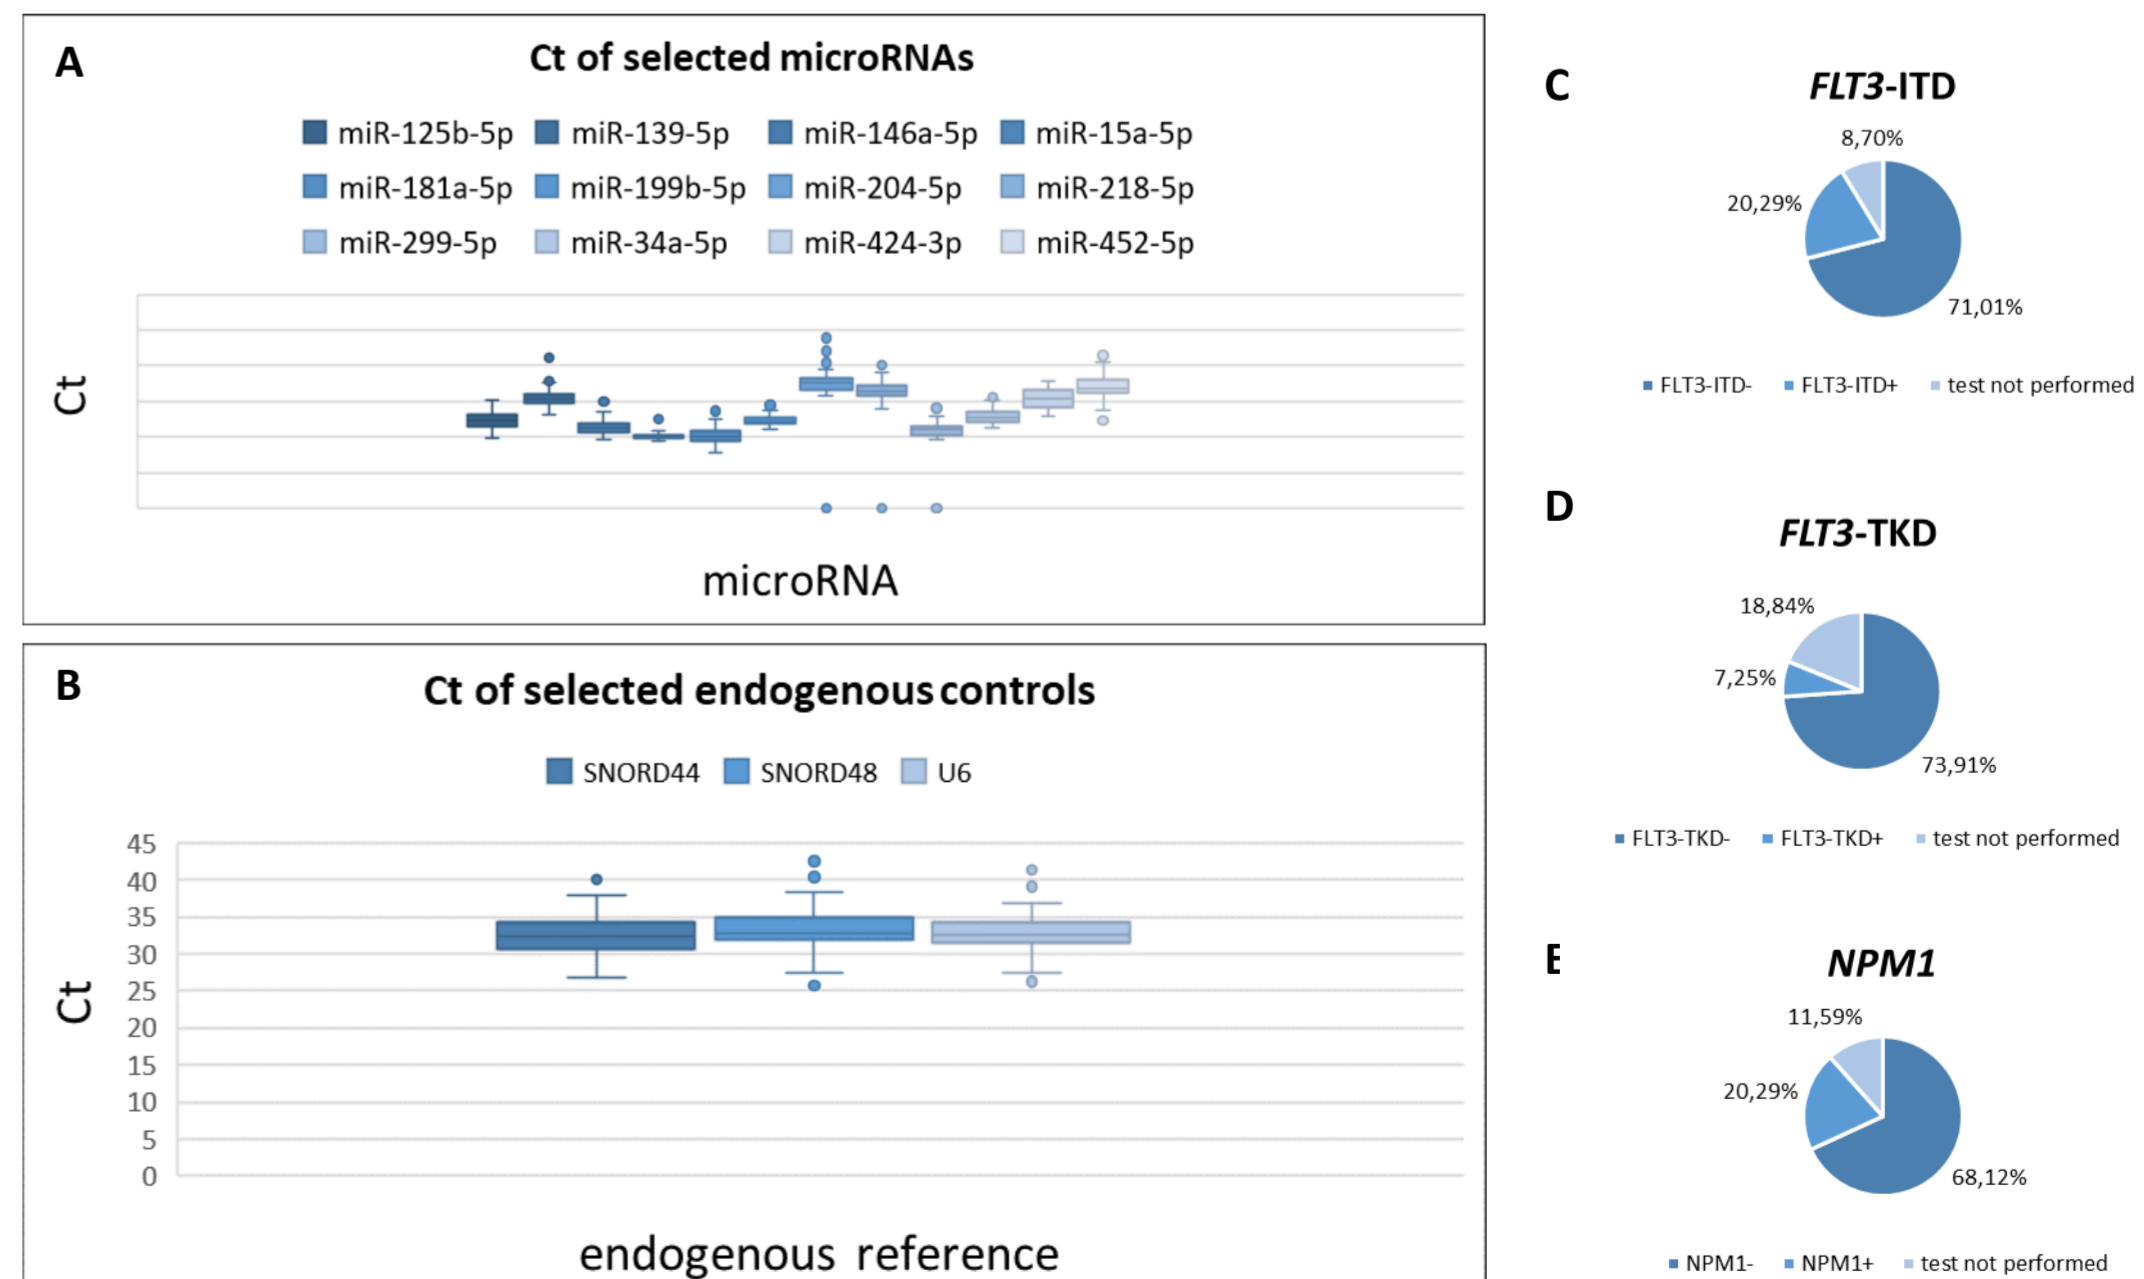 A
Ct of selected microRNAs
miR-125b-5p miR-139-5p miR-146a-5p miR-15a-5p
miR-181a-5p miR-199b-5p miR-204-5p miR-218-5p
miR-299-5p miR-34a-5p miR-424-3p miR-452-5p
Ct
microRNA
B
Ct of selected endogenous controls
SNORD44 SNORD48 U6
45
40
35
30
25
20
15
10
5
0
Ct
endogenous reference
C
FLT3-ITD
8,70%
20,29%
71,01%
FLT3-ITD- FLT3-ITD+ test not performed
D
FLT3-TKD
18,84%
7,25%
73,91%
FLT3-TKD- FLT3-TKD+ test not performed
E
NPM1
11,59%
20,29%
68,12%
NPM1- NPM1+ test not performed